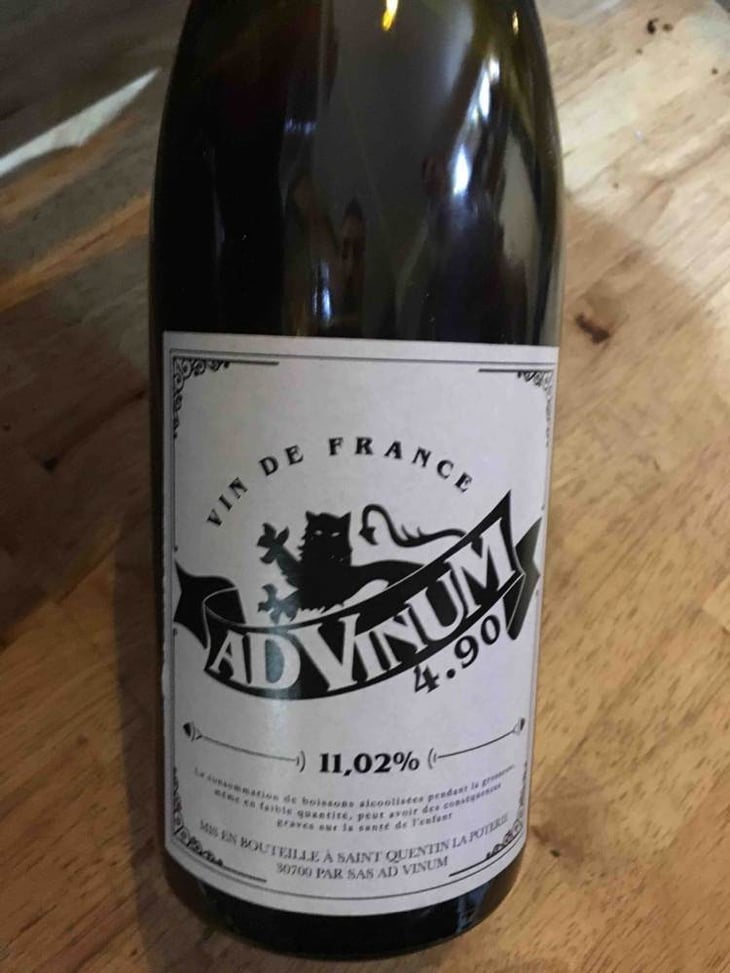 VIN DE FRANCE
AD VINUM
4.90
11,02%
La consommation de boissons alcoolisées pendant la grossesse,
même en faible quantité, peut avoir des conséquences
graves sur la santé de l'enfant
MIS EN BOUTEILLE À SAINT QUENTIN LA POTERIE
30700 PAR SAS AD VINUM